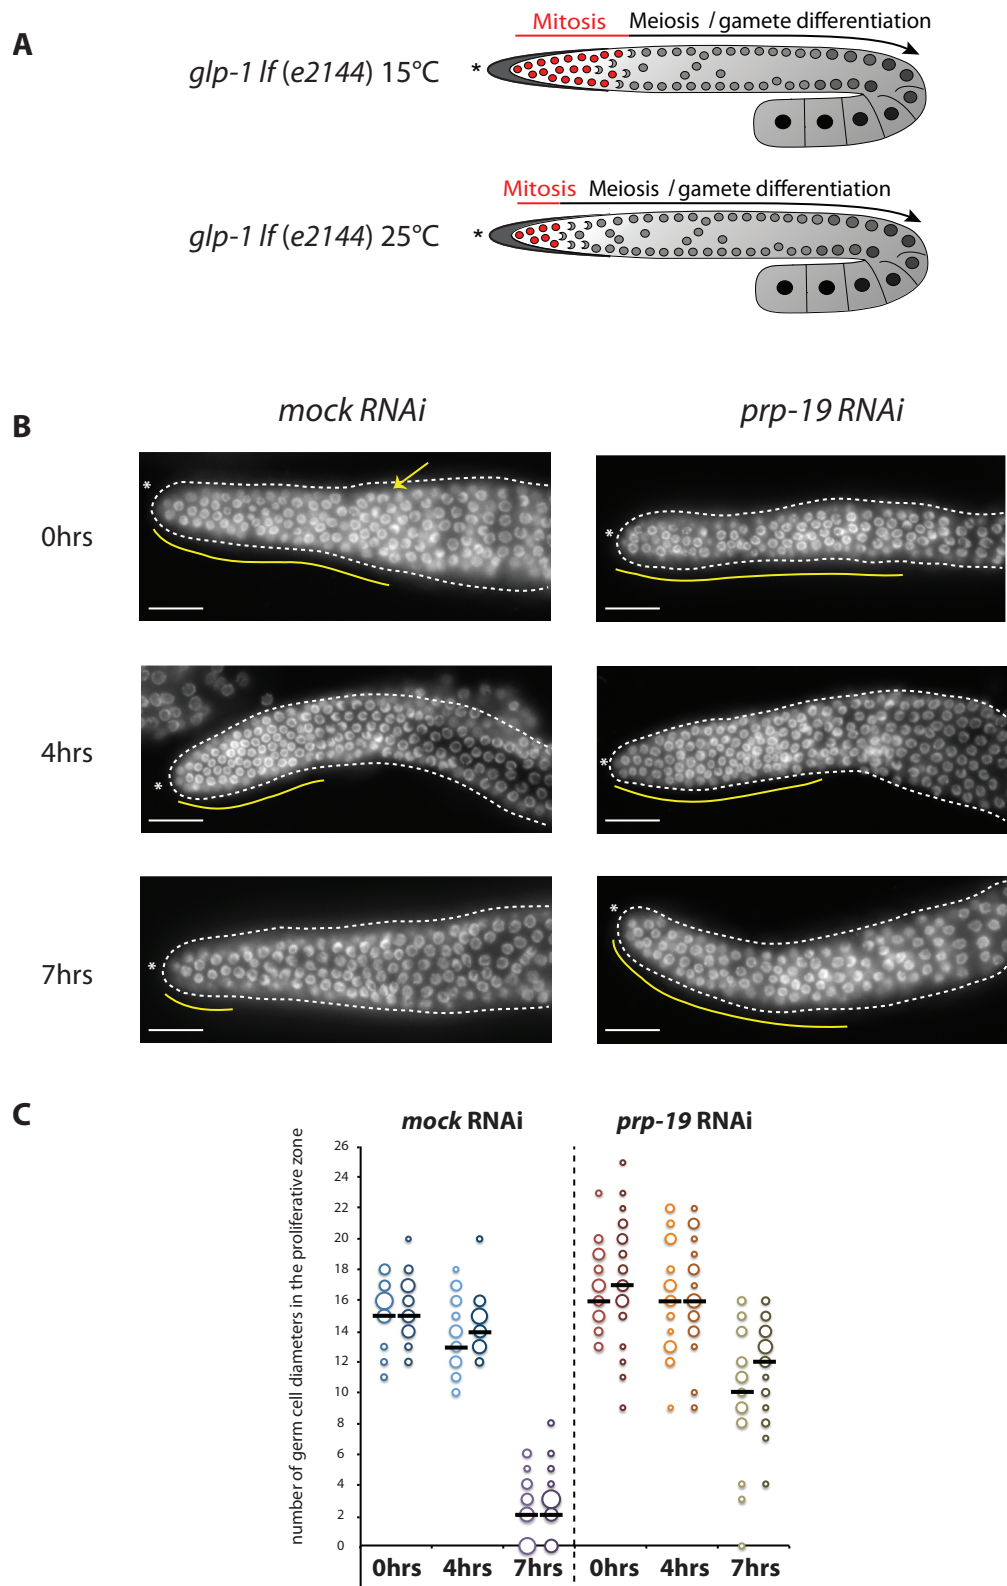 A
Mitosis
Meiosis / gamete differentiation
glp-1 lf (e2144) 15°C
*
Mitosis
Meiosis / gamete differentiation
glp-1 lf (e2144) 25°C
*
B
mock RNAi
prp-19 RNAi
0hrs
*
*
4hrs
*
*
7hrs
*
*
C
mock RNAi
prp-19 RNAi
number of germ cell diameters in the proliferative zone
26
24
22
20
18
16
14
12
10
8
6
4
2
0
0hrs
4hrs
7hrs
0hrs
4hrs
7hrs